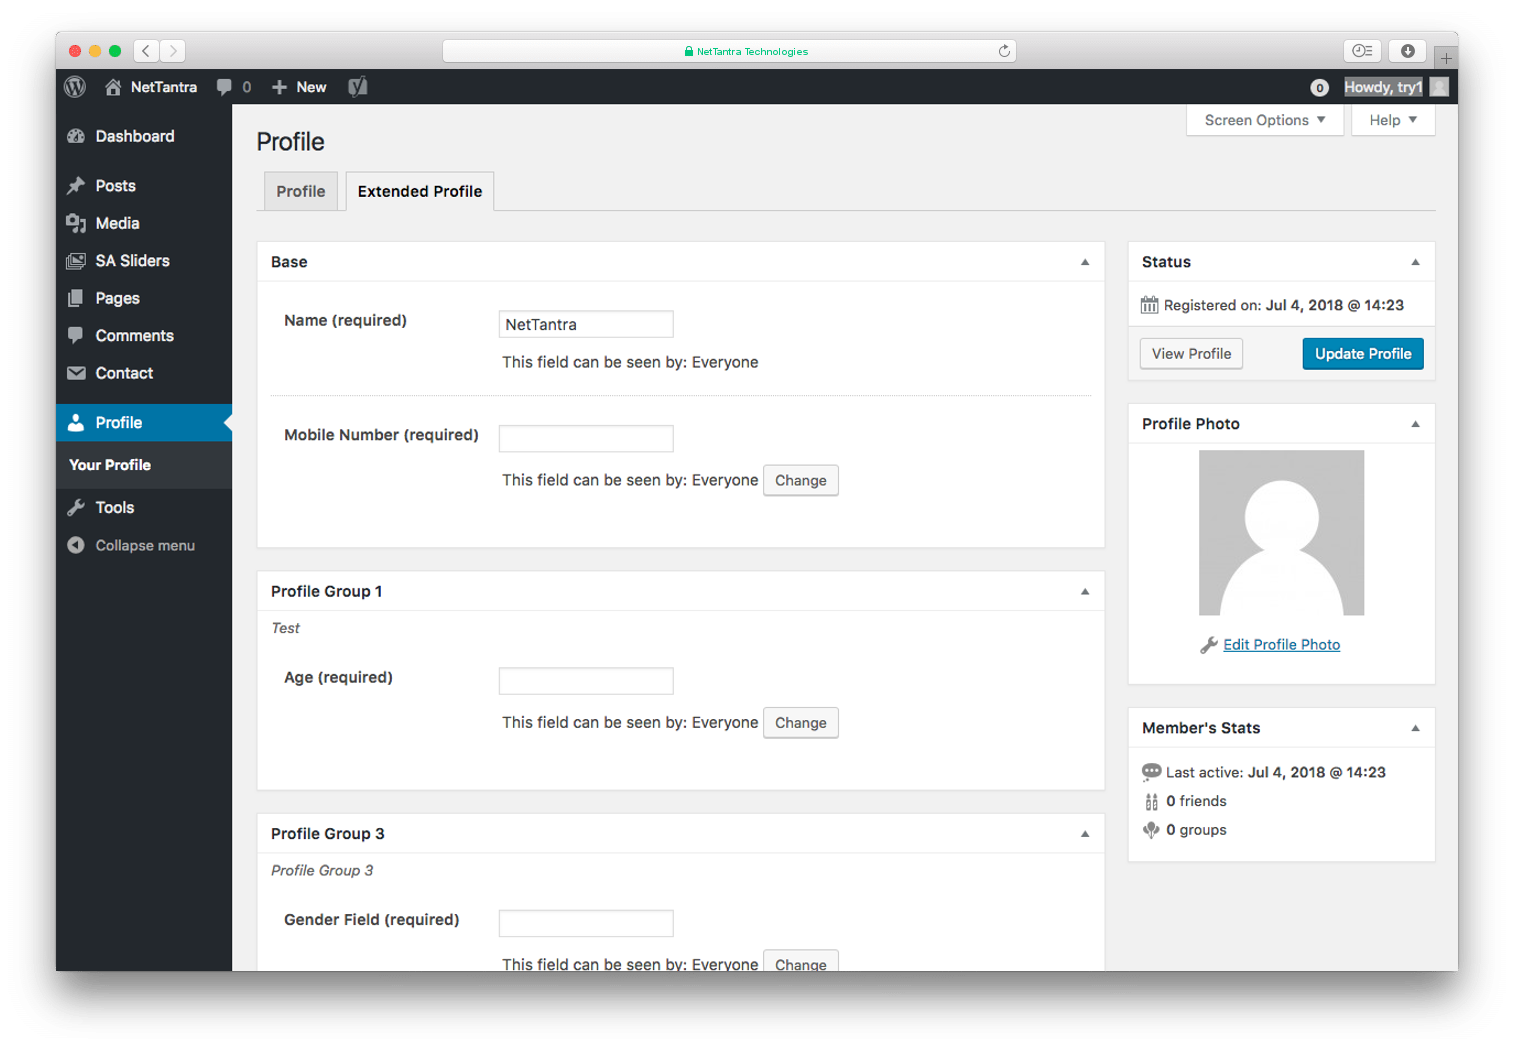 NetTantra Technologies
NetTantra 0 New 0 Howdy, try1
Screen Options Help
Dashboard
Posts
Media
SA Sliders
Pages
Comments
Contact
Profile
Your Profile
Tools
Collapse menu
Profile
Profile Extended Profile
Base
Name (required) NetTantra
This field can be seen by: Everyone
Mobile Number (required)
This field can be seen by: Everyone Change
Profile Group 1
Test
Age (required)
This field can be seen by: Everyone Change
Profile Group 3
Profile Group 3
Gender Field (required)
This field can be seen by: Everyone Change
Status
Registered on: Jul 4, 2018 @ 14:23
View Profile Update Profile
Profile Photo
Edit Profile Photo
Member's Stats
Last active: Jul 4, 2018 @ 14:23
0 friends
0 groups